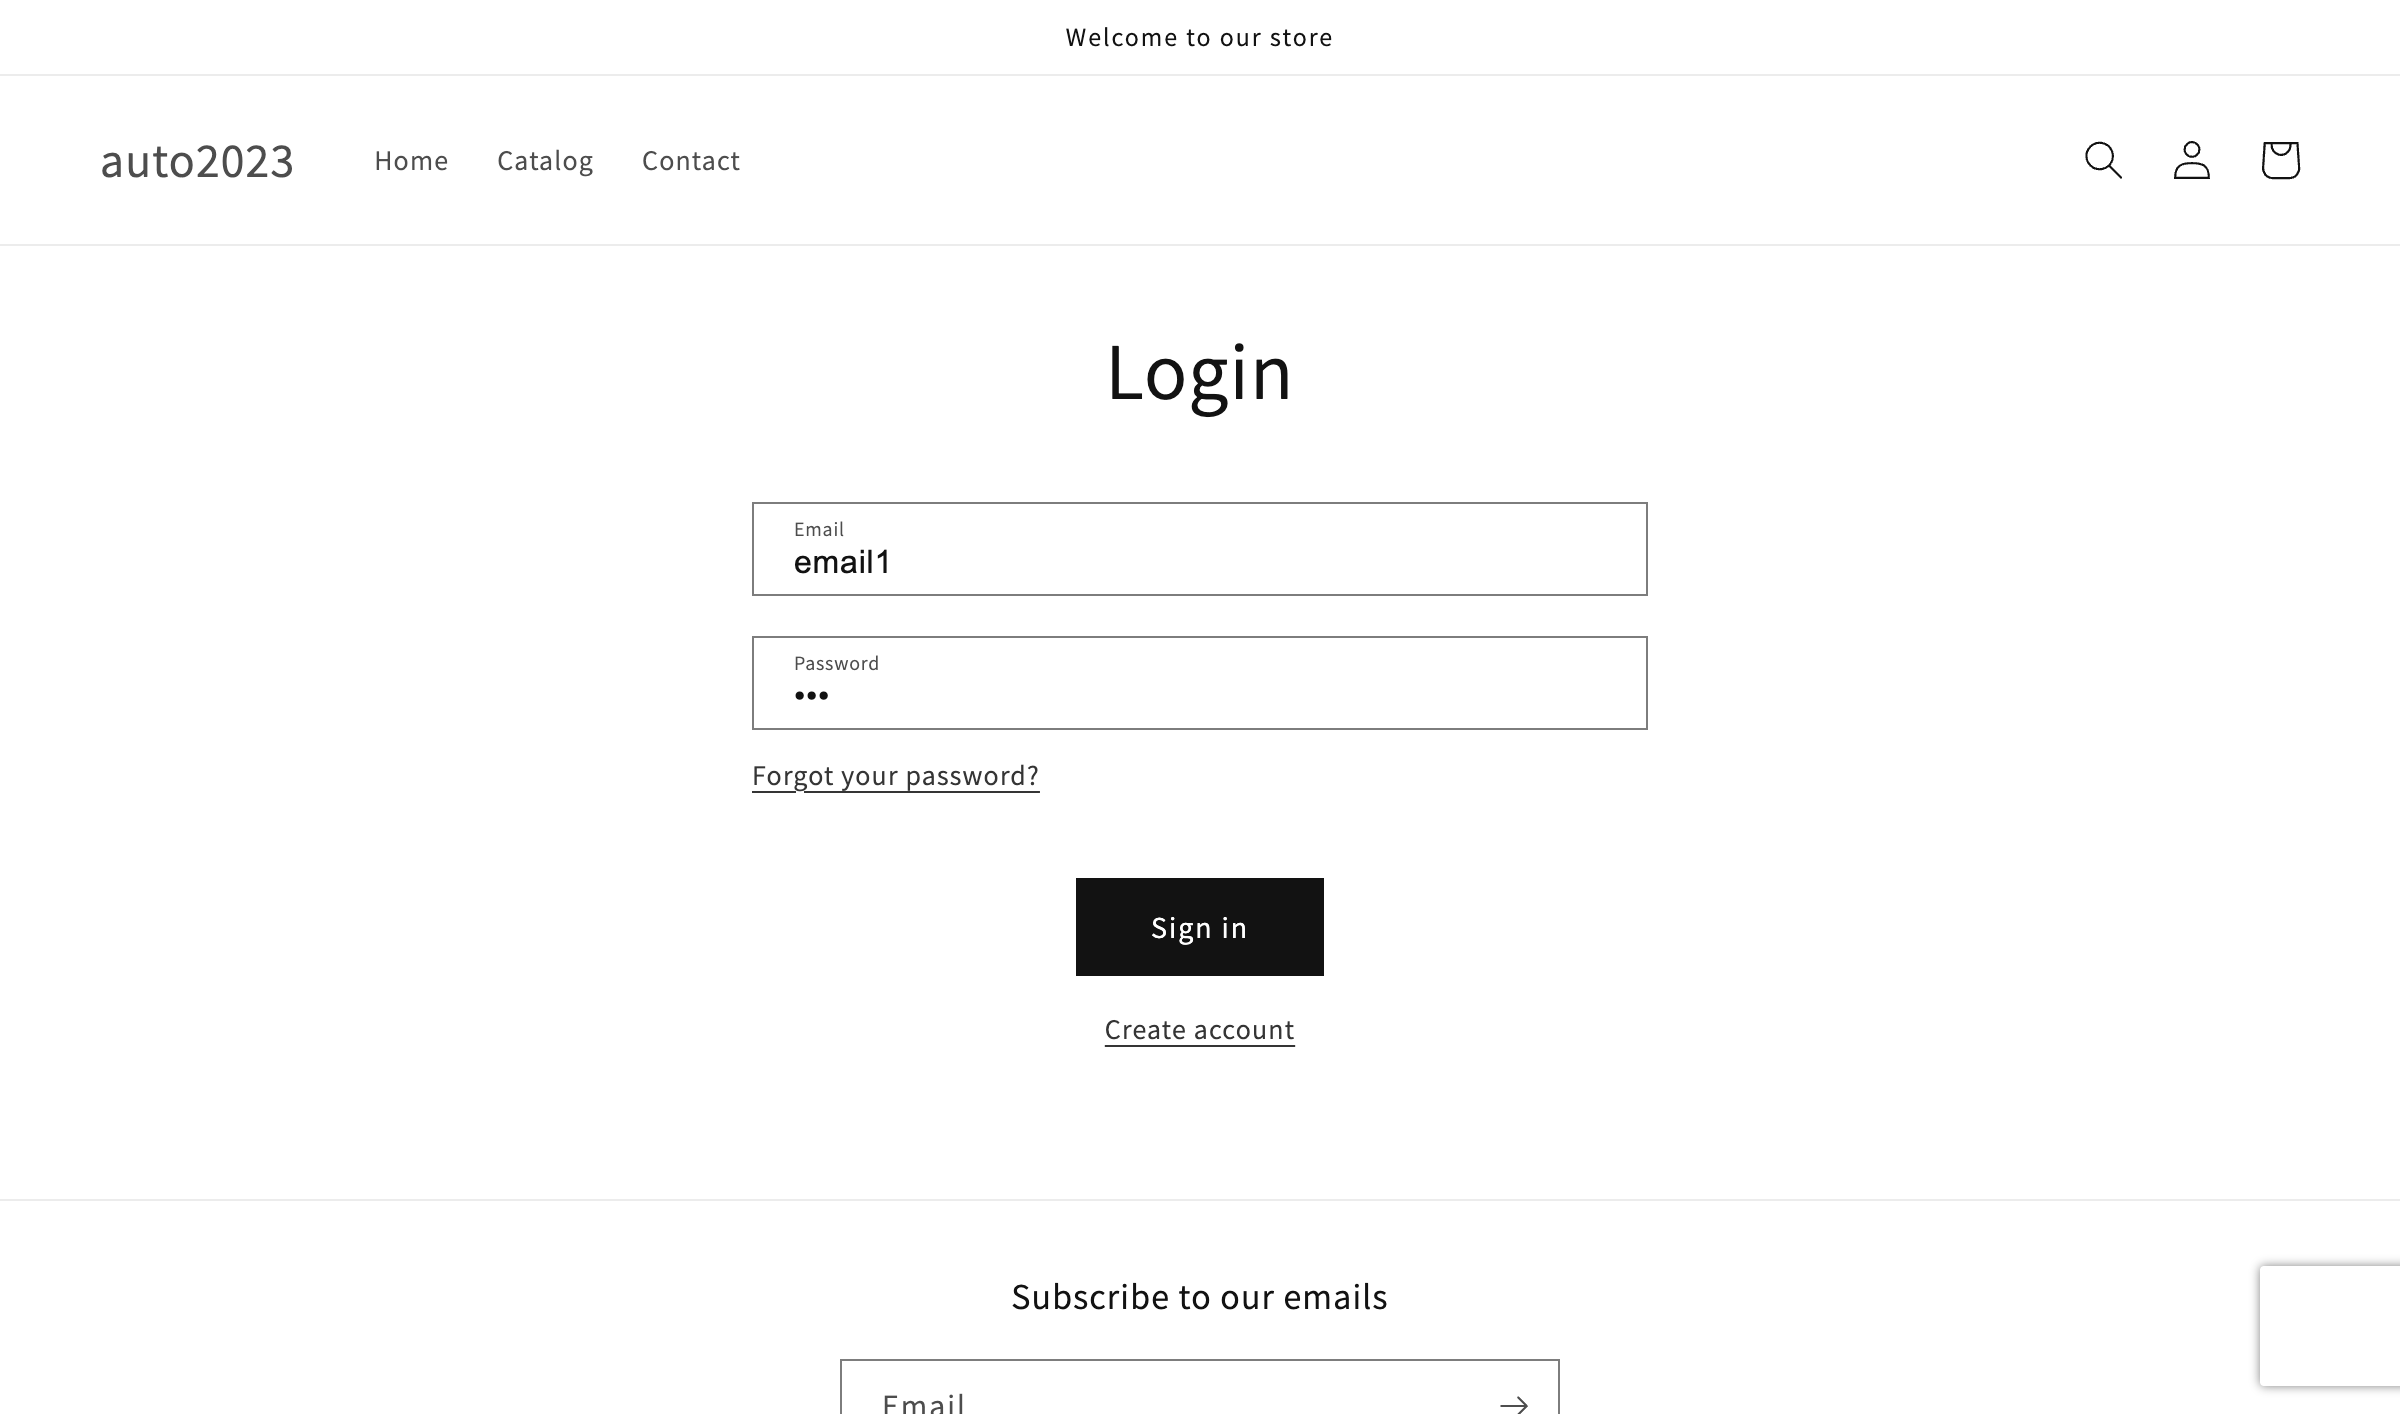 Welcome to our store
auto2023 Home Catalog Contact
Login
Email
email1
Password
•••
Forgot your password?
Sign in
Create account
Subscribe to our emails
Email